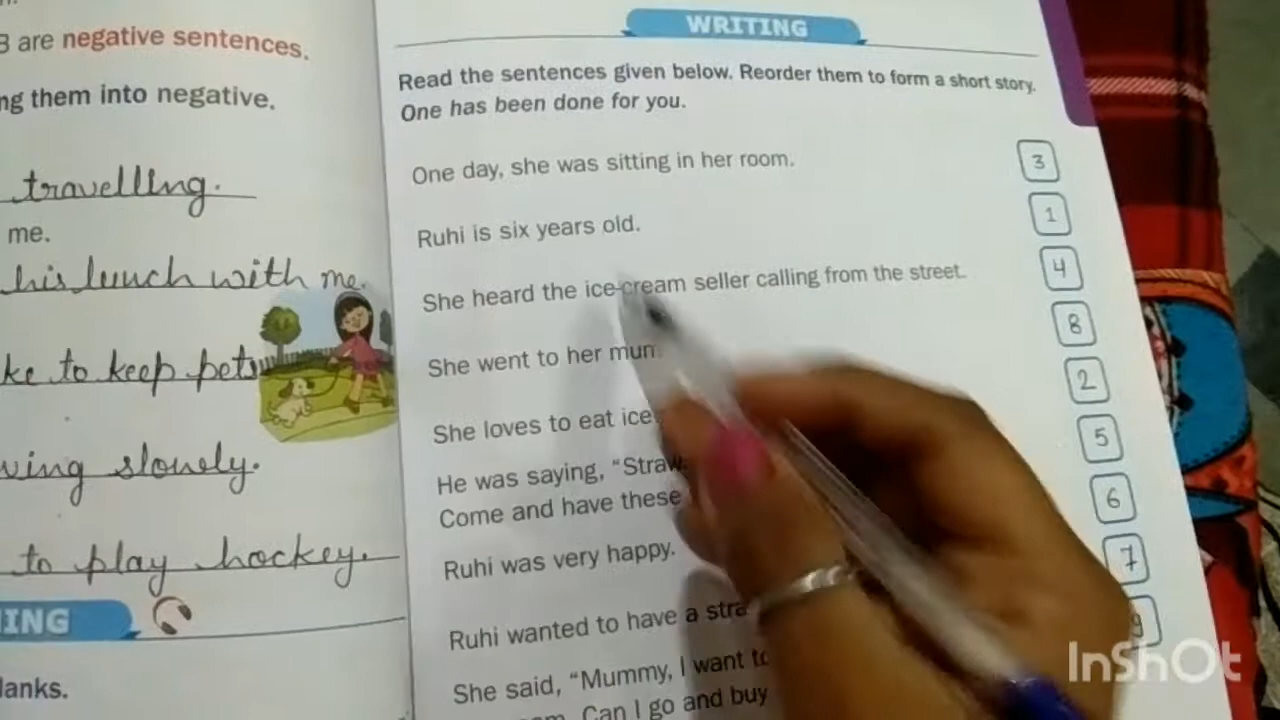 B are negative sentences.
ng them into negative.
travelling.
me.
his lunch with me.
ke to keep pets
ving slowly.
to play hockey.
ING
lanks.
WRITING
Read the sentences given below. Reorder them to form a short story.
One has been done for you.
One day, she was sitting in her room. 3
Ruhi is six years old. 1
She heard the ice-cream seller calling from the street. 4
She went to her mum 8
She loves to eat ice 2
He was saying, “Straw 5
Come and have these
Ruhi was very happy. 6
Ruhi wanted to have a stra 7
She said, “Mummy, I want to 9
Can I go and buy
InShOt